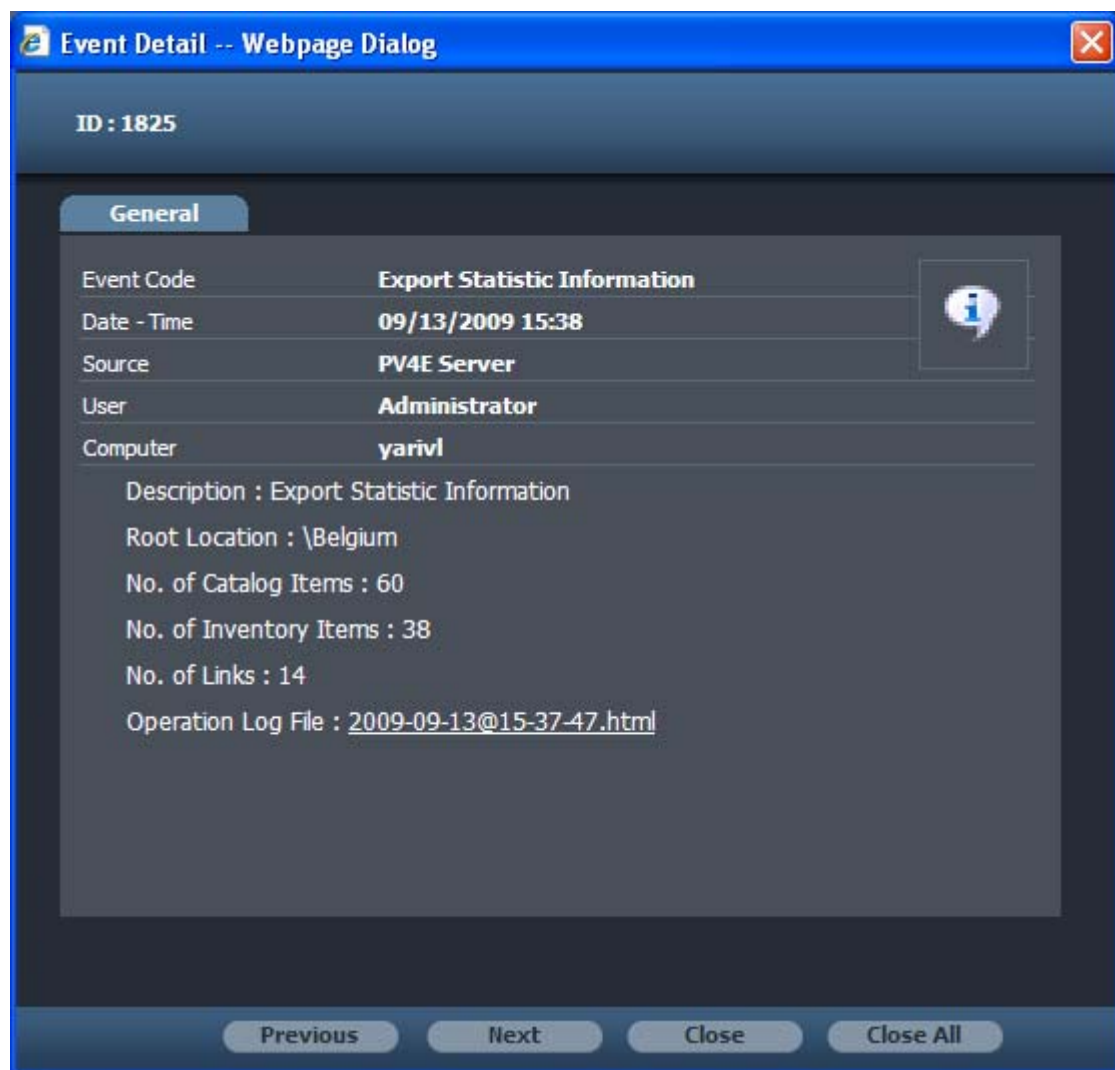 Event Detail -- Webpage Dialog
ID : 1825
General
Event Code Export Statistic Information
Date - Time 09/13/2009 15:38
Source PV4E Server
User Administrator
Computer yarivl
Description : Export Statistic Information
Root Location : \Belgium
No. of Catalog Items : 60
No. of Inventory Items : 38
No. of Links : 14
Operation Log File : 2009-09-13@15-37-47.html
Previous Next Close Close All